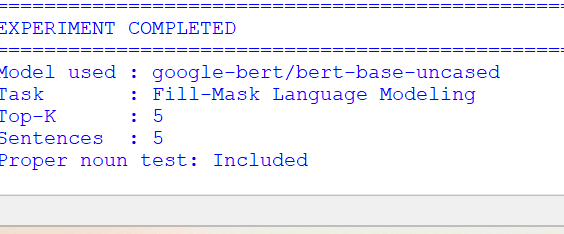 ============================================
EXPERIMENT COMPLETED
============================================
Model used : google-bert/bert-base-uncased
Task       : Fill-Mask Language Modeling
Top-K      : 5
Sentences  : 5
Proper noun test: Included